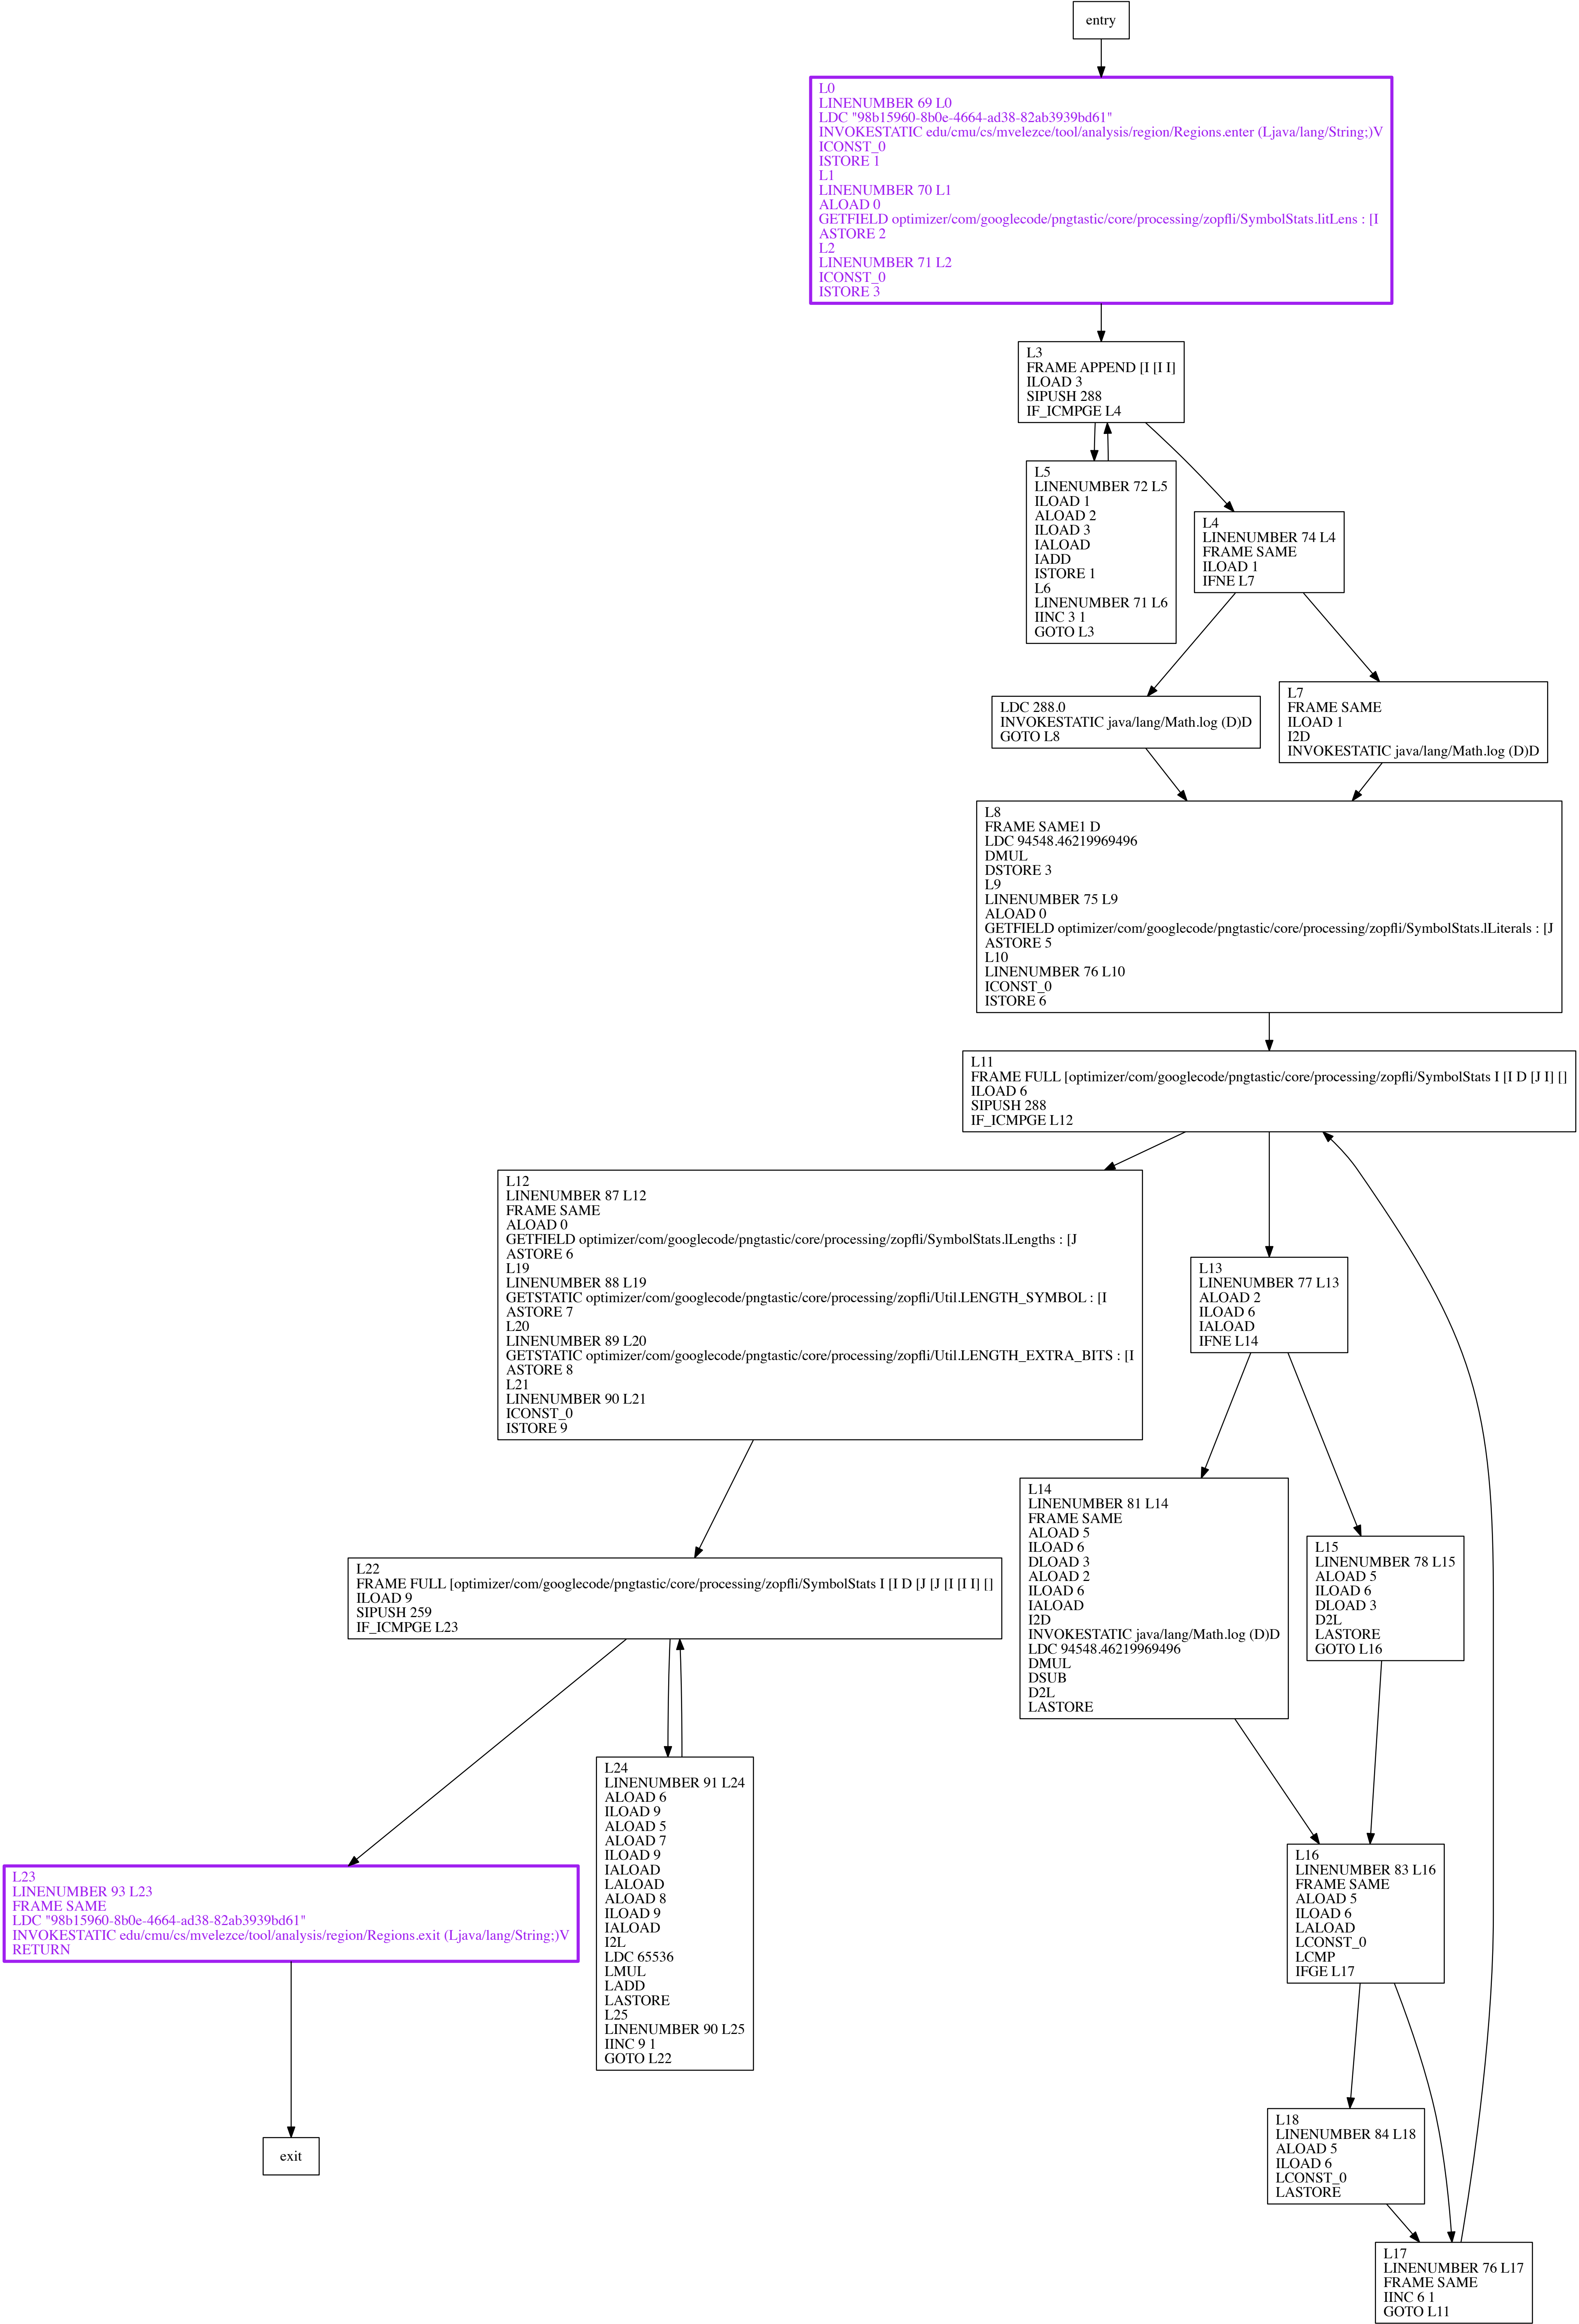 entry
L0
LINENUMBER 69 L0
LDC "98b15960-8b0e-4664-ad38-82ab3939bd61"
INVOKESTATIC edu/cmu/cs/mvelezce/tool/analysis/region/Regions.enter (Ljava/lang/String;)V
ICONST_0
ISTORE 1
L1
LINENUMBER 70 L1
ALOAD 0
GETFIELD optimizer/com/googlecode/pngtastic/core/processing/zopfli/SymbolStats.litLens : [I
ASTORE 2
L2
LINENUMBER 71 L2
ICONST_0
ISTORE 3
L3
FRAME APPEND [I [I I]
ILOAD 3
SIPUSH 288
IF_ICMPGE L4
L5
LINENUMBER 72 L5
ILOAD 1
ALOAD 2
ILOAD 3
IALOAD
IADD
ISTORE 1
L6
LINENUMBER 71 L6
IINC 3 1
GOTO L3
L4
LINENUMBER 74 L4
FRAME SAME
ILOAD 1
IFNE L7
LDC 288.0
INVOKESTATIC java/lang/Math.log (D)D
GOTO L8
L7
FRAME SAME
ILOAD 1
I2D
INVOKESTATIC java/lang/Math.log (D)D
L8
FRAME SAME1 D
LDC 94548.46219969496
DMUL
DSTORE 3
L9
LINENUMBER 75 L9
ALOAD 0
GETFIELD optimizer/com/googlecode/pngtastic/core/processing/zopfli/SymbolStats.lLiterals : [J
ASTORE 5
L10
LINENUMBER 76 L10
ICONST_0
ISTORE 6
L11
FRAME FULL [optimizer/com/googlecode/pngtastic/core/processing/zopfli/SymbolStats I [I D [J I] []
ILOAD 6
SIPUSH 288
IF_ICMPGE L12
L12
LINENUMBER 87 L12
FRAME SAME
ALOAD 0
GETFIELD optimizer/com/googlecode/pngtastic/core/processing/zopfli/SymbolStats.lLengths : [J
ASTORE 6
L19
LINENUMBER 88 L19
GETSTATIC optimizer/com/googlecode/pngtastic/core/processing/zopfli/Util.LENGTH_SYMBOL : [I
ASTORE 7
L20
LINENUMBER 89 L20
GETSTATIC optimizer/com/googlecode/pngtastic/core/processing/zopfli/Util.LENGTH_EXTRA_BITS : [I
ASTORE 8
L21
LINENUMBER 90 L21
ICONST_0
ISTORE 9
L13
LINENUMBER 77 L13
ALOAD 2
ILOAD 6
IALOAD
IFNE L14
L14
LINENUMBER 81 L14
FRAME SAME
ALOAD 5
ILOAD 6
DLOAD 3
ALOAD 2
ILOAD 6
IALOAD
I2D
INVOKESTATIC java/lang/Math.log (D)D
LDC 94548.46219969496
DMUL
DSUB
D2L
LASTORE
L15
LINENUMBER 78 L15
ALOAD 5
ILOAD 6
DLOAD 3
D2L
LASTORE
GOTO L16
L22
FRAME FULL [optimizer/com/googlecode/pngtastic/core/processing/zopfli/SymbolStats I [I D [J [J [I [I I] []
ILOAD 9
SIPUSH 259
IF_ICMPGE L23
L24
LINENUMBER 91 L24
ALOAD 6
ILOAD 9
ALOAD 5
ALOAD 7
ILOAD 9
IALOAD
LALOAD
ALOAD 8
ILOAD 9
IALOAD
I2L
LDC 65536
LMUL
LADD
LASTORE
L25
LINENUMBER 90 L25
IINC 9 1
GOTO L22
L23
LINENUMBER 93 L23
FRAME SAME
LDC "98b15960-8b0e-4664-ad38-82ab3939bd61"
INVOKESTATIC edu/cmu/cs/mvelezce/tool/analysis/region/Regions.exit (Ljava/lang/String;)V
RETURN
L16
LINENUMBER 83 L16
FRAME SAME
ALOAD 5
ILOAD 6
LALOAD
LCONST_0
LCMP
IFGE L17
exit
L18
LINENUMBER 84 L18
ALOAD 5
ILOAD 6
LCONST_0
LASTORE
L17
LINENUMBER 76 L17
FRAME SAME
IINC 6 1
GOTO L11